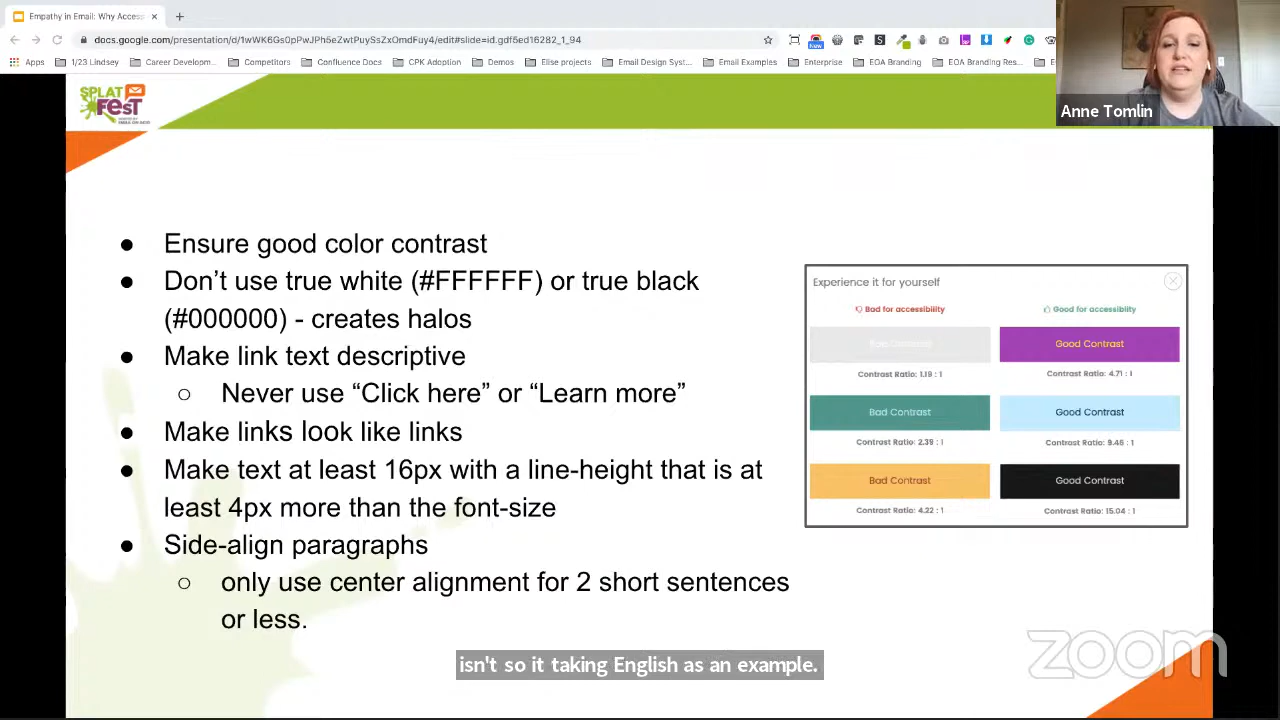 Empathy in Email: Why Acces
docs.google.com/presentation/d/1wWK6Gs0pPwJPh5eZwtPuySsZxOmdFuy4/edit#slide=id.gdf5ed16282_1_94
New
Apps
1/23 Lindsey
Career Developm...
Competitors
Confluence Docs
CPK Adoption
Demos
Elise projects
Email Design Syst...
Email Examples
Enterprise
EOA Branding
EOA Branding Res...
Anne Tomlin
SPLAT
FEST
● Ensure good color contrast
● Don’t use true white (#FFFFFF) or true black
(#000000) - creates halos
● Make link text descriptive
○ Never use “Click here” or “Learn more”
● Make links look like links
● Make text at least 16px with a line-height that is at
least 4px more than the font-size
● Side-align paragraphs
○ only use center alignment for 2 short sentences
or less.
Experience it for yourself
Bad for accessibility
Good for accessiblity
Bad Contrast
Good Contrast
Contrast Ratio: 1.19 : 1
Contrast Ratio: 4.71 : 1
Bad Contrast
Good Contrast
Contrast Ratio: 2.39 : 1
Contrast Ratio: 9.46 : 1
Bad Contrast
Good Contrast
Contrast Ratio: 4.22 : 1
Contrast Ratio: 15.04 : 1
isn't so it taking English as an example.
zoom